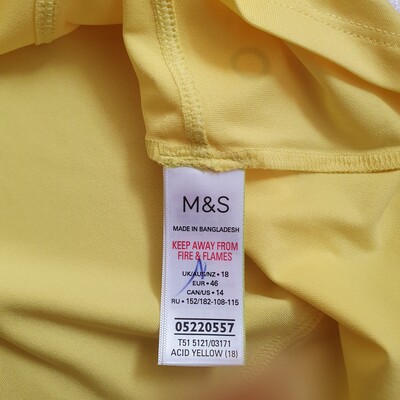 M&S
MADE IN BANGLADESH
KEEP AWAY FROM
FIRE & FLAMES
UK/AUS/NZ • 18
EUR • 46
CAN/US • 14
RU • 152/182-108-115
05220557
T51 5121/03171
ACID YELLOW (18)